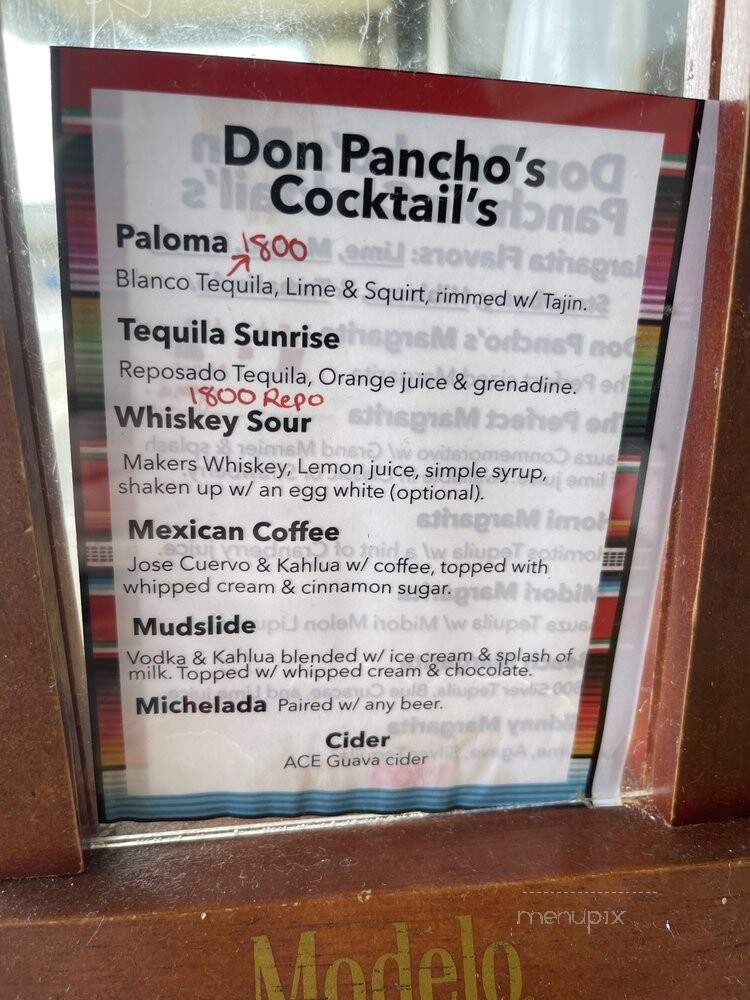 Don Pancho's
Cocktail's
Paloma 1800
Blanco Tequila, Lime & Squirt, rimmed w/ Tajin.
Tequila Sunrise
Reposado Tequila, Orange juice & grenadine.
1800 Repo
Whiskey Sour
Makers Whiskey, Lemon juice, simple syrup,
shaken up w/ an egg white (optional).
Mexican Coffee
Jose Cuervo & Kahlua w/ coffee, topped with
whipped cream & cinnamon sugar.
Mudslide
Vodka & Kahlua blended w/ ice cream & splash of
milk. Topped w/ whipped cream & chocolate.
Michelada Paired w/ any beer.
Cider
ACE Guava cider
menupix
Modelo